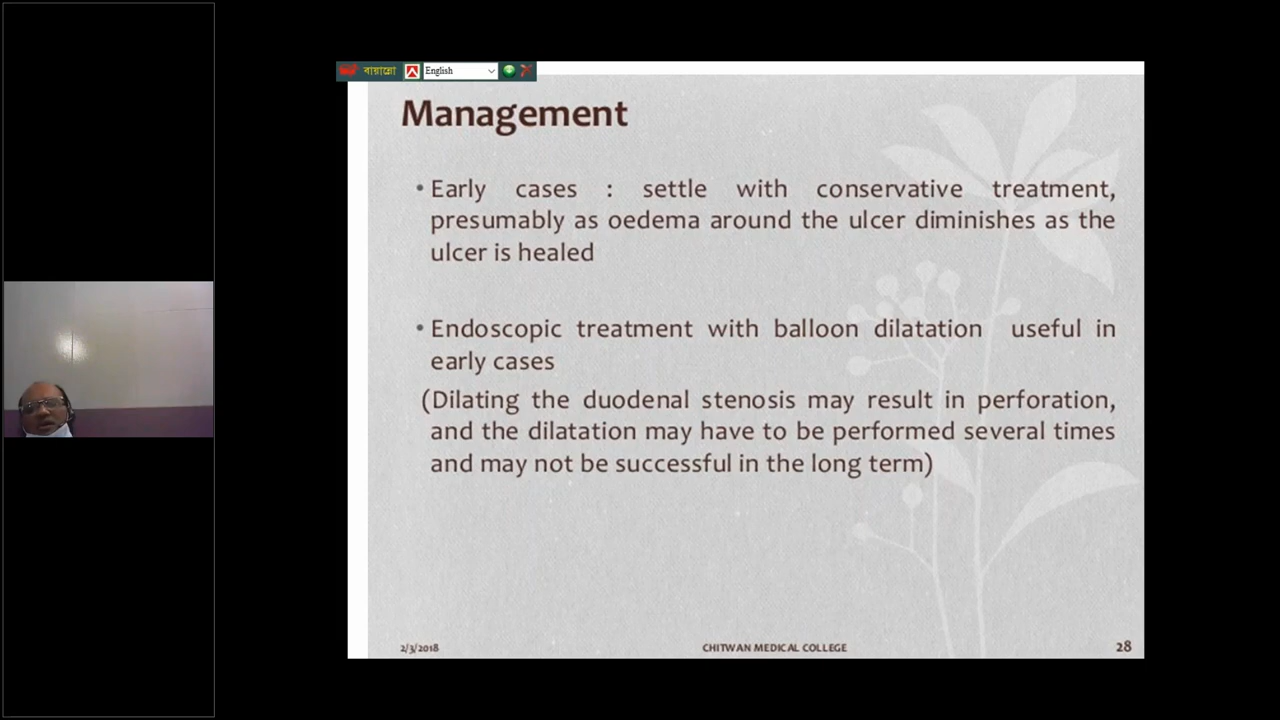 বায়ান্নো English
Management
• Early cases : settle with conservative treatment,
presumably as oedema around the ulcer diminishes as the
ulcer is healed
• Endoscopic treatment with balloon dilatation useful in
early cases
(Dilating the duodenal stenosis may result in perforation,
and the dilatation may have to be performed several times
and may not be successful in the long term)
2/3/2018 CHITWAN MEDICAL COLLEGE 28